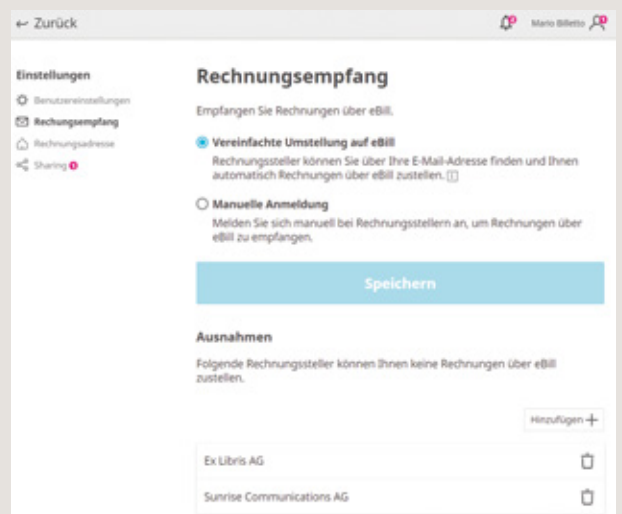 Zurück
Mario Billetto
Einstellungen
Benutzereinstellungen
Rechungsempfang
Rechnungsadresse
Sharing
Rechnungsempfang
Empfangen Sie Rechnungen über eBill.
Vereinfachte Umstellung auf eBill
Rechnungssteller können Sie über Ihre E-Mail-Adresse finden und Ihnen
automatisch Rechnungen über eBill zustellen.
Manuelle Anmeldung
Melden Sie sich manuell bei Rechnungsstellern an, um Rechnungen über
eBill zu empfangen.
Speichern
Ausnahmen
Folgende Rechnungssteller können Ihnen keine Rechnungen über eBill
zustellen.
Hinzufügen
Ex Libris AG
Sunrise Communications AG